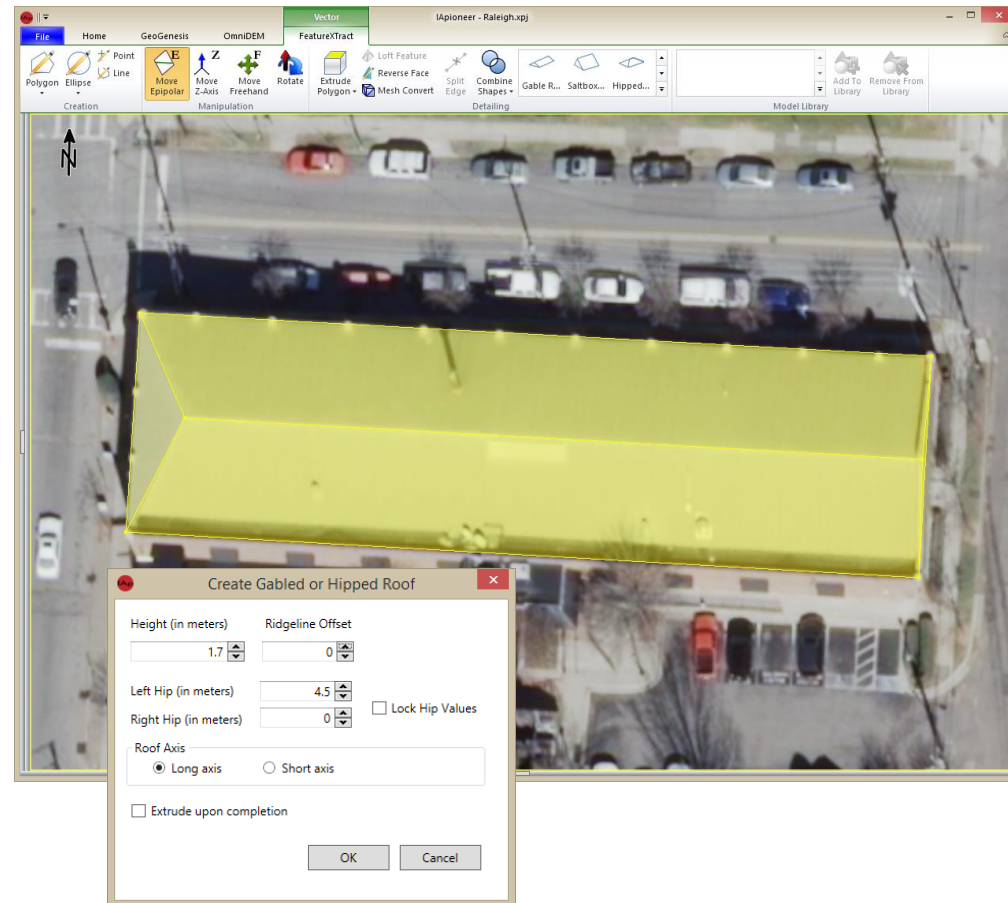 IAp
Vector
IApioneer - Raleigh.xpj
File Home GeoGenesis OmniDEM FeatureXTract
Polygon Ellipse Point Line
Move Epipolar Move Z-Axis Move Freehand Rotate
E Z F
Extrude Polygon Loft Feature Reverse Face Mesh Convert Split Edge Combine Shapes
Gable R... Saltbox... Hipped...
Add To Library Remove From Library
Creation Manipulation Detailing Model Library
N
IAp
Create Gabled or Hipped Roof
Height (in meters) Ridgeline Offset
1.7 0
Left Hip (in meters) 4.5
Right Hip (in meters) 0
Lock Hip Values
Roof Axis
Long axis Short axis
Extrude upon completion
OK Cancel